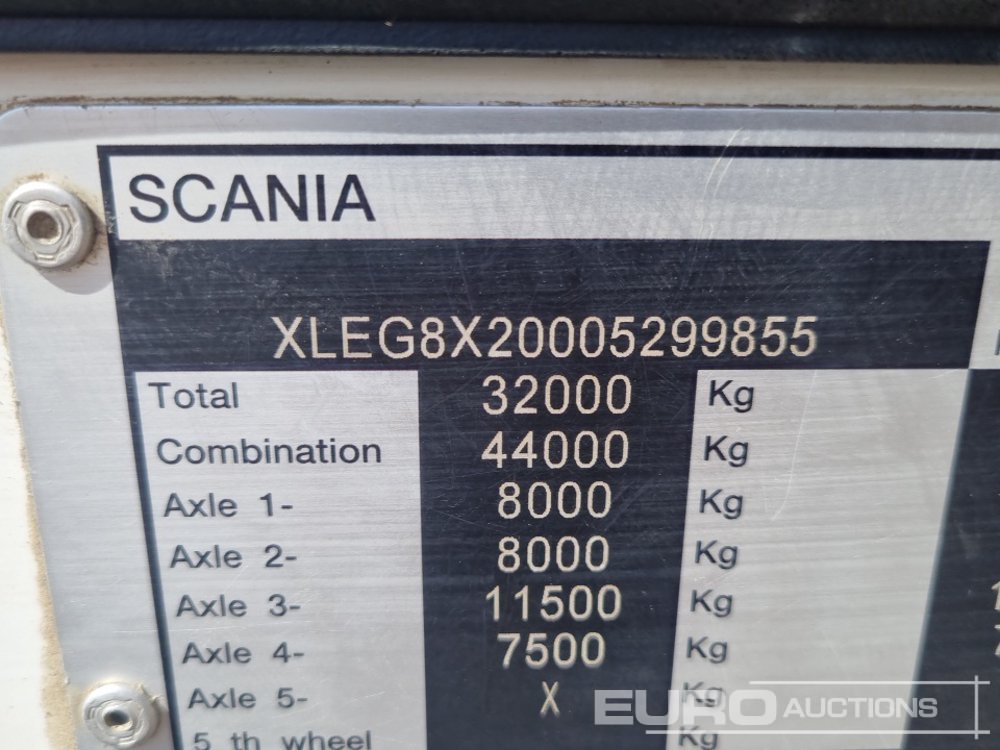 SCANIA
XLEG8X20005299855
Total 32000 Kg
Combination 44000 Kg
Axle 1- 8000 Kg
Axle 2- 8000 Kg
Axle 3- 11500 Kg
Axle 4- 7500 Kg
Axle 5- X Kg
5 th wheel Kg
EURO AUCTIONS